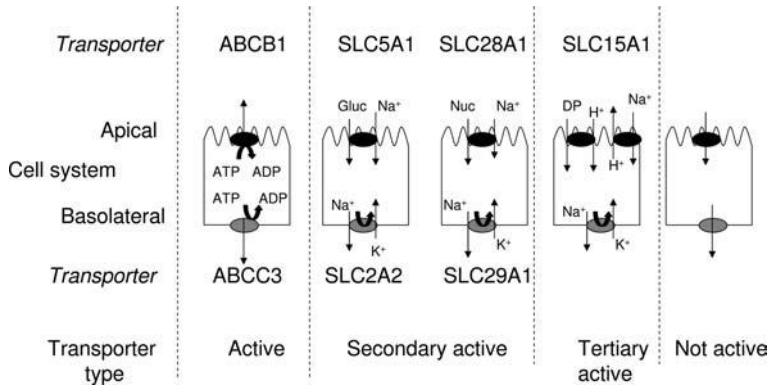 Transporter ABCB1 SLC5A1 SLC28A1 SLC15A1
Gluc Na⁺ Nuc Na⁺ DP H⁺ Na⁺
Apical
Cell system ATP ADP H⁺
ATP ADP Na⁺ Na⁺ Na⁺
Basolateral
K⁺ K⁺ K⁺
Transporter ABCC3 SLC2A2 SLC29A1
Transporter Active Secondary active Tertiary Not active
type active